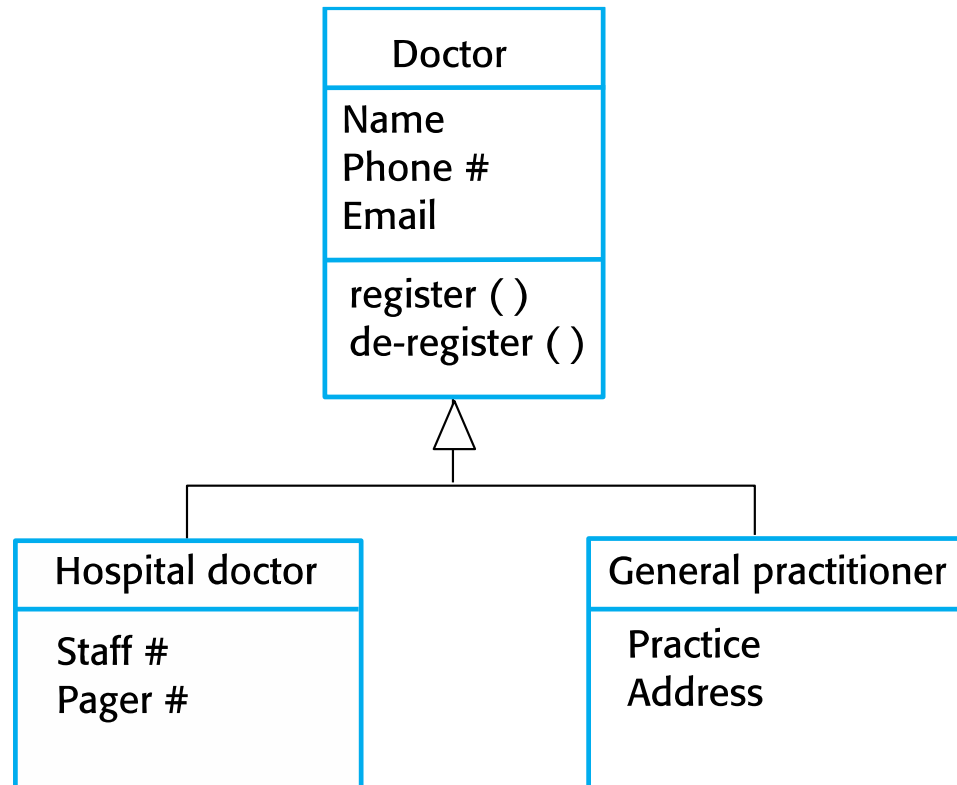 Doctor
Name
Phone #
Email
register ( )
de-register ( )
Hospital doctor
Staff #
Pager #
General practitioner
Practice
Address